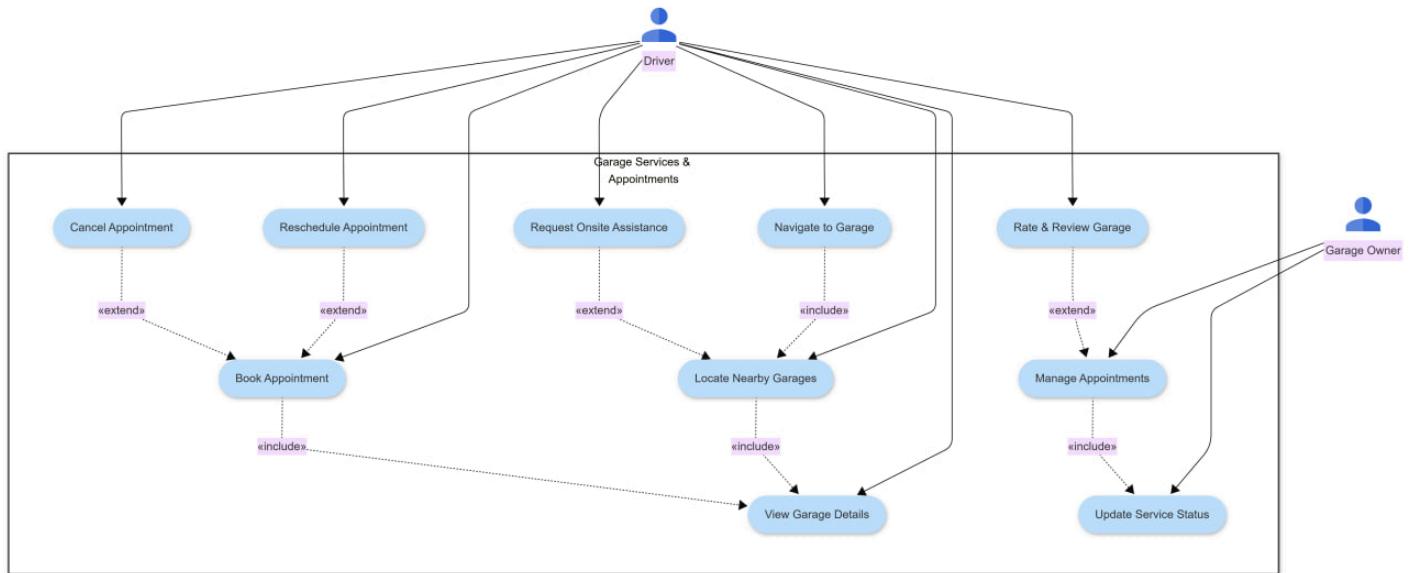 Driver
Garage Services &
Appointments
Cancel Appointment
Reschedule Appointment
Request Onsite Assistance
Navigate to Garage
Rate & Review Garage
Garage Owner
«extend»
«extend»
«extend»
«include»
«extend»
Book Appointment
Locate Nearby Garages
Manage Appointments
«include»
«include»
«include»
View Garage Details
Update Service Status